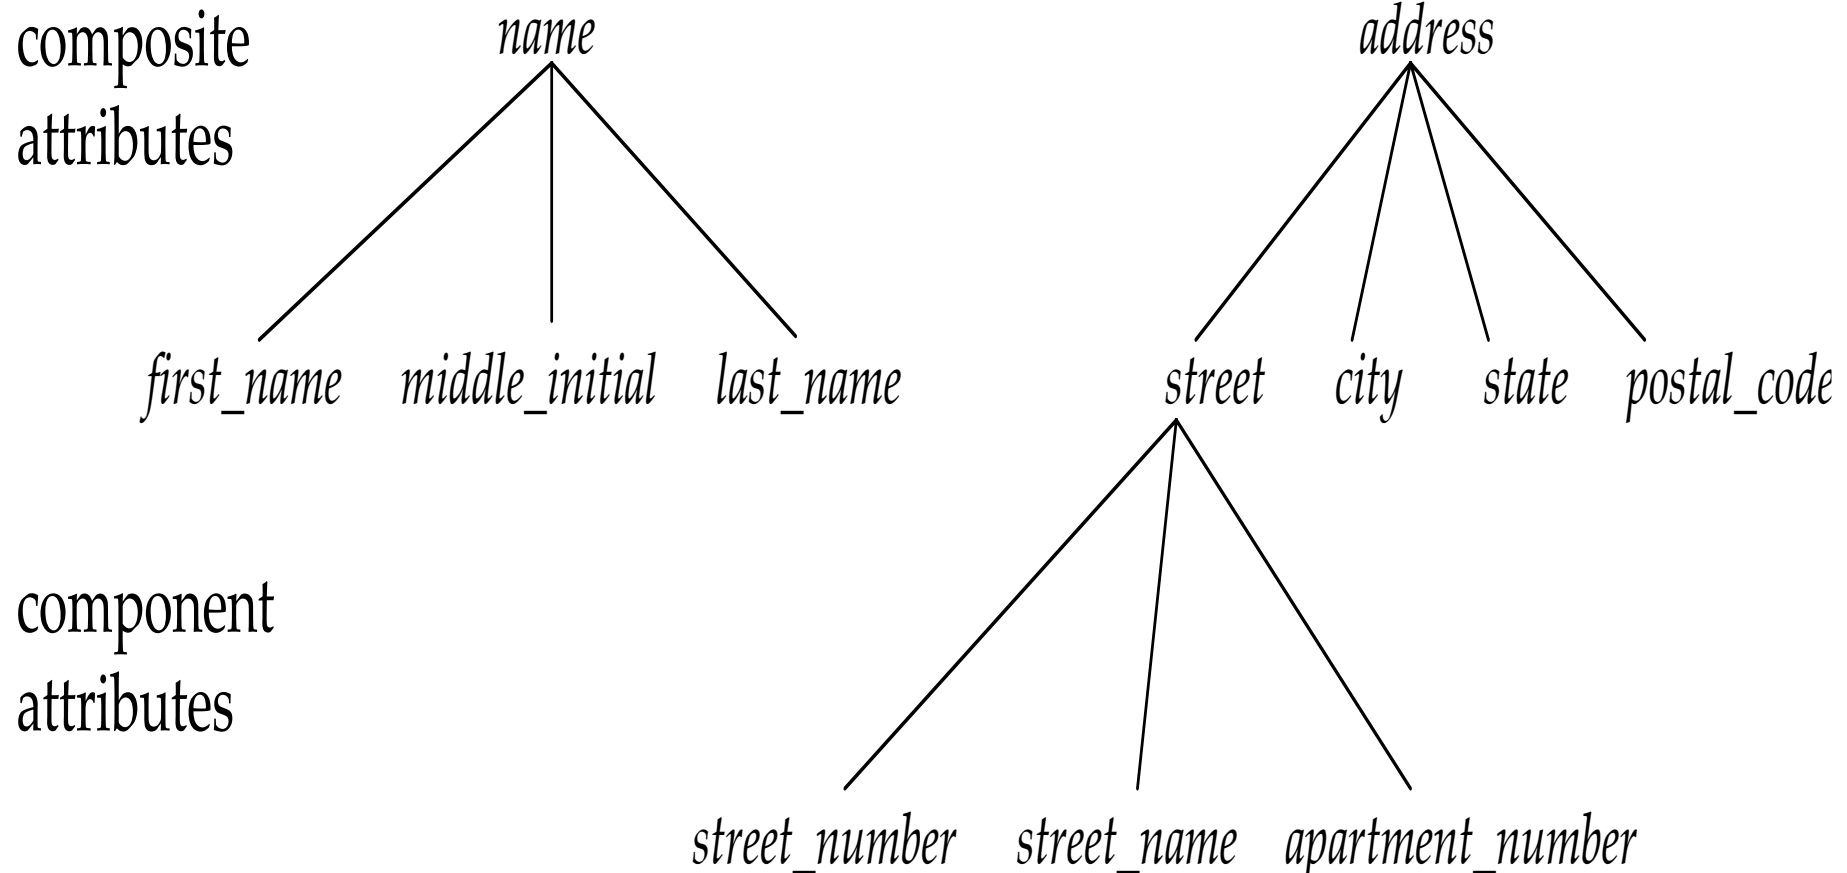 composite
attributes
name
address
first_name middle_initial last_name
street city state postal_code
component
attributes
street_number street_name apartment_number